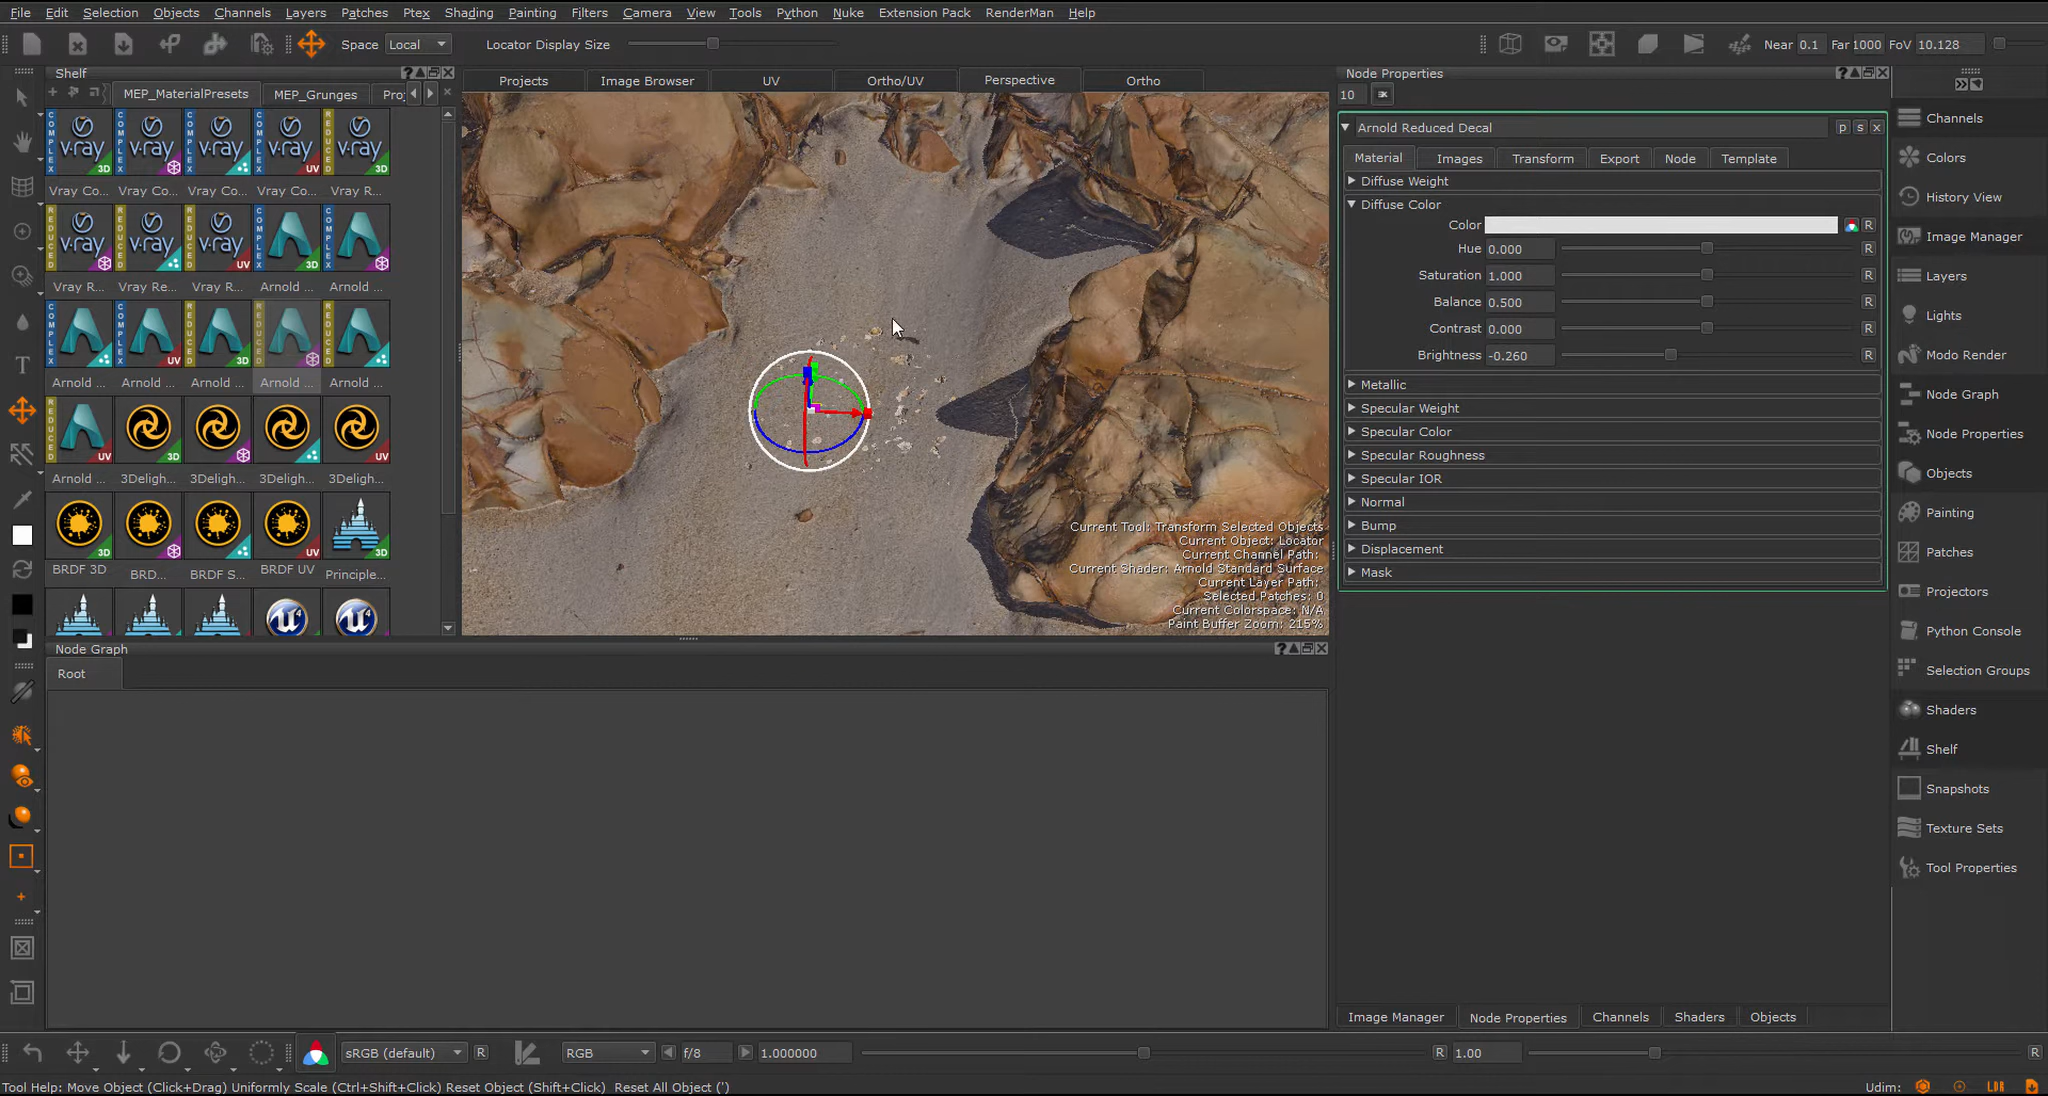 File Edit Selection Objects Channels Layers Patches Ptex Shading Painting Filters Camera View Tools Python Nuke Extension Pack RenderMan Help
Space Local Locator Display Size Near 0.1 Far 1000 FoV 10.128
Shelf
MEP_MaterialPresets MEP_Grunges
Projects Image Browser UV Ortho/UV Perspective Ortho
Node Properties
10
Arnold Reduced Decal p s x
Material Images Transform Export Node Template
Diffuse Weight
Diffuse Color
Color R
Hue 0.000 R
Saturation 1.000 R
Balance 0.500 R
Contrast 0.000 R
Brightness -0.260 R
Metallic
Specular Weight
Specular Color
Specular Roughness
Specular IOR
Normal
Bump
Displacement
Mask
Vray Co... Vray Co... Vray Co... Vray Co... Vray R...
Vray R... Vray Re... Vray R... Arnold ... Arnold ...
Arnold ... Arnold ... Arnold ... Arnold ... Arnold ...
Arnold ... 3Deligh... 3Deligh... 3Deligh... 3Deligh...
BRDF 3D BRD... BRDF S... BRDF UV Principle...
Current Tool: Transform Selected Objects
Current Object: Locator
Current Channel Path:
Current Shader: Arnold Standard Surface
Current Layer Path:
Selected Patches: 0
Current Colorspace: N/A
Paint Buffer Zoom: 215%
Channels
Colors
History View
Image Manager
Layers
Lights
Modo Render
Node Graph
Node Properties
Objects
Painting
Patches
Projectors
Python Console
Selection Groups
Shaders
Shelf
Snapshots
Texture Sets
Tool Properties
Node Graph
Root
Image Manager Node Properties Channels Shaders Objects
sRGB (default) R RGB f/8 1.000000 R 1.00 R
Tool Help: Move Object (Click+Drag) Uniformly Scale (Ctrl+Shift+Click) Reset Object (Shift+Click) Reset All Object (') Udim: LDR